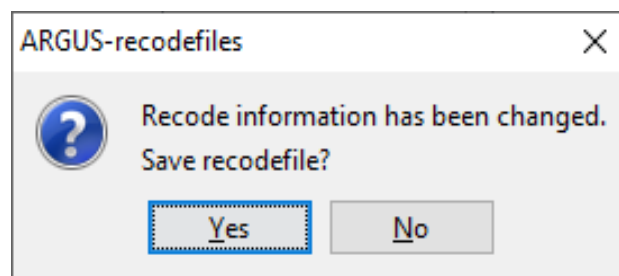 ARGUS-recodefiles
Recode information has been changed.
Save recodefile?
Yes No